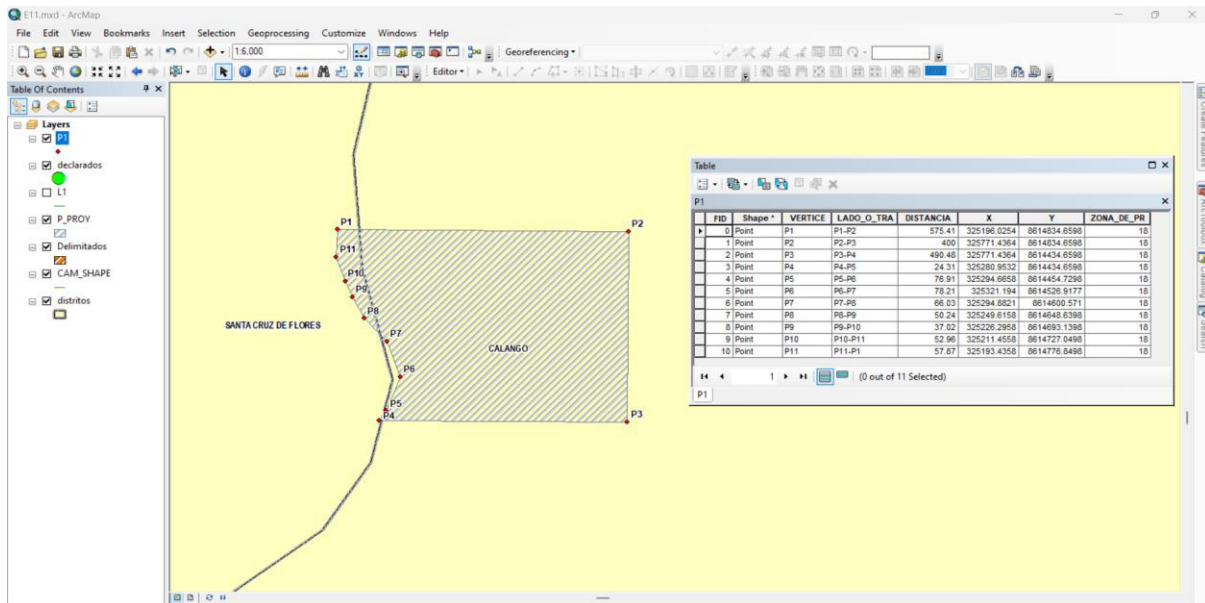 E11.mxd - ArcMap
File Edit View Bookmarks Insert Selection Geoprocessing Customize Windows Help
1:6,000
Georeferencing
Editor
Table Of Contents
Layers
P1
declarados
L1
P_PROY
Delimitados
CAM_SHAPE
distritos
P1
P2
P11
P10
P9
P8
P7
P6
P5
P4
P3
SANTA CRUZ DE FLORES
CALANGO
Table
P1
FID Shape * VERTICE LADO_O_TRA DISTANCIA X Y ZONA_DE_PR
0 Point P1 P1-P2 575.41 325196.0254 8614834.6598 18
1 Point P2 P2-P3 400 325771.4364 8614834.6598 18
2 Point P3 P3-P4 490.48 325771.4364 8614434.6598 18
3 Point P4 P4-P5 24.31 325280.9532 8614434.6598 18
4 Point P5 P5-P6 76.91 325294.6658 8614454.7298 18
5 Point P6 P6-P7 78.21 325321.194 8614526.9177 18
6 Point P7 P7-P8 66.03 325294.8821 8614600.571 18
7 Point P8 P8-P9 50.24 325249.6158 8614648.6398 18
8 Point P9 P9-P10 37.02 325226.2958 8614693.1398 18
9 Point P10 P10-P11 52.96 325211.4558 8614727.0498 18
10 Point P11 P11-P1 57.87 325193.4358 8614776.8498 18
1
(0 out of 11 Selected)
P1
Create Features
ArcToolbox
Catalog
Search